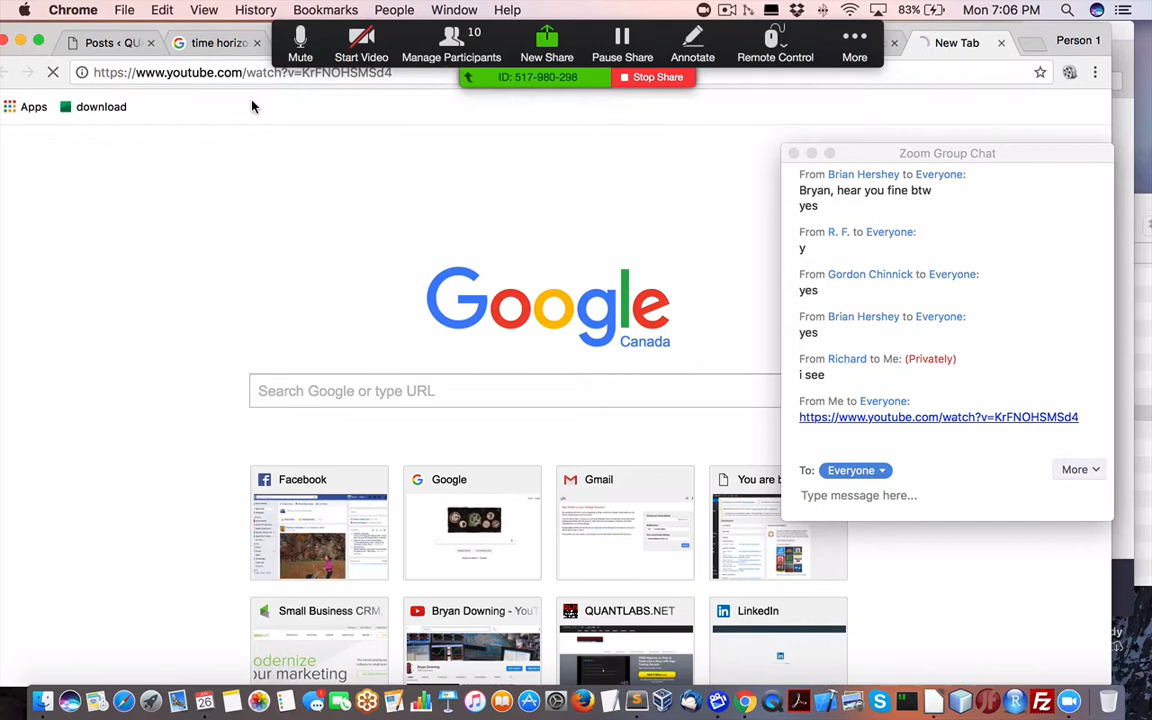 Chrome File Edit View History Bookmarks People Window Help 83% Mon 7:06 PM
Posts ‹ QU time horizo New Tab Person 1
10
Mute Start Video Manage Participants New Share Pause Share Annotate Remote Control More
https://www.youtube.com/watch?v=KrFNOHSMSd4
ID: 517-980-298 Stop Share
Apps download
Zoom Group Chat
From Brian Hershey to Everyone:
Bryan, hear you fine btw
yes
From R. F. to Everyone:
y
From Gordon Chinnick to Everyone:
yes
From Brian Hershey to Everyone:
yes
From Richard to Me: (Privately)
i see
From Me to Everyone:
https://www.youtube.com/watch?v=KrFNOHSMSd4
To: Everyone More
Type message here...
Google
Canada
Search Google or type URL
Facebook Google Gmail You are b
Small Business CRM, Bryan Downing - YouT QUANTLABS.NET LinkedIn
odernize
our marketing